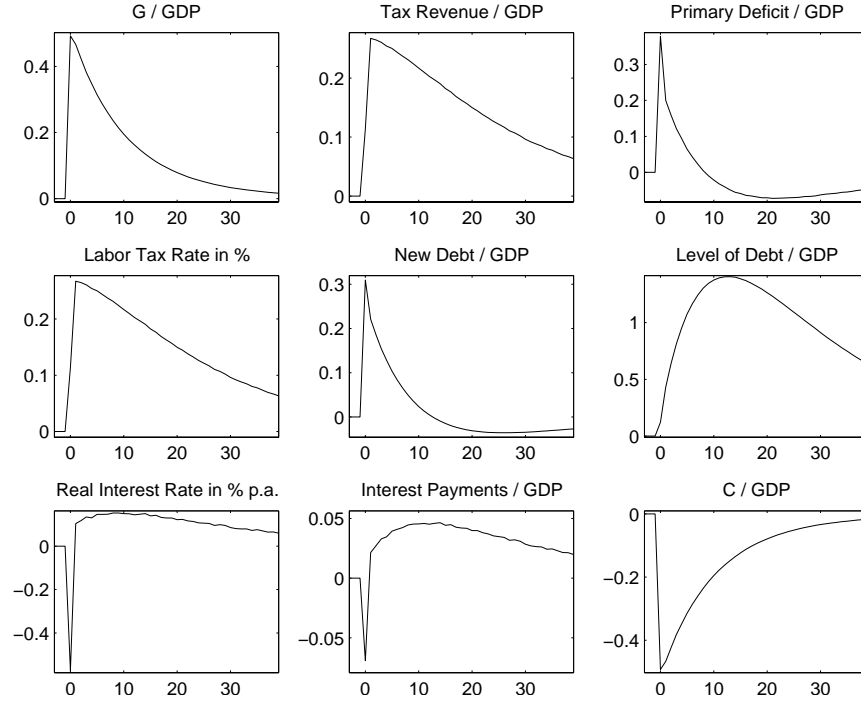 G / GDP
Tax Revenue / GDP
Primary Deficit / GDP
0.4
0.2
0
0 10 20 30
0.2
0.1
0
0 10 20 30
0.3
0.2
0.1
0
0 10 20 30
Labor Tax Rate in %
New Debt / GDP
Level of Debt / GDP
0.2
0.1
0
0 10 20 30
0.3
0.2
0.1
0
0 10 20 30
1
0.5
0
0 10 20 30
Real Interest Rate in % p.a.
Interest Payments / GDP
C / GDP
0
−0.2
−0.4
0 10 20 30
0.05
0
−0.05
0 10 20 30
0
−0.2
−0.4
0 10 20 30